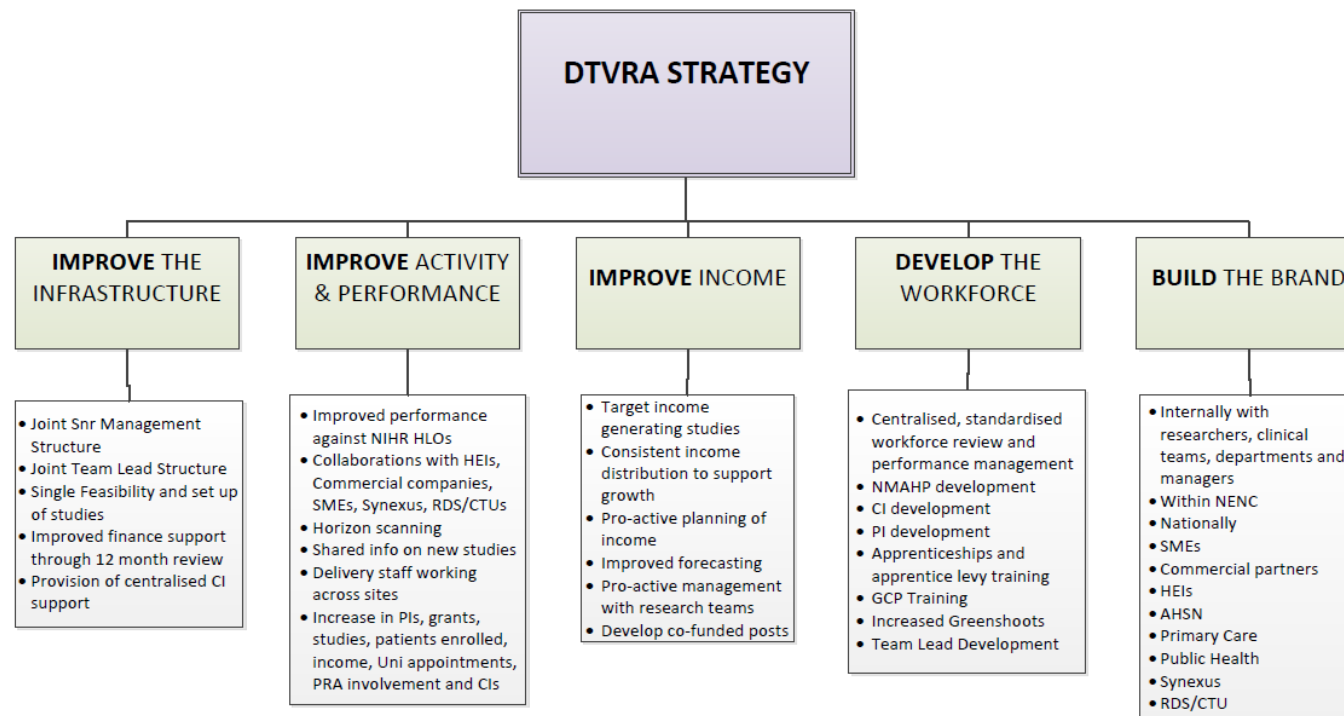 DTVRA STRATEGY
IMPROVE THE
INFRASTRUCTURE
• Joint Snr Management
Structure
• Joint Team Lead Structure
• Single Feasibility and set up
of studies
• Improved finance support
through 12 month review
• Provision of centralised CI
support
IMPROVE ACTIVITY
& PERFORMANCE
• Improved performance
against NIHR HLOs
• Collaborations with HEIs,
Commercial companies,
SMEs, Synexus, RDS/CTUs
• Horizon scanning
• Shared info on new studies
• Delivery staff working
across sites
• Increase in PIs, grants,
studies, patients enrolled,
income, Uni appointments,
PRA involvement and CIs
IMPROVE INCOME
• Target income
generating studies
• Consistent income
distribution to support
growth
• Pro-active planning of
income
• Improved forecasting
• Pro-active management
with research teams
• Develop co-funded posts
DEVELOP THE
WORKFORCE
• Centralised, standardised
workforce review and
performance management
• NMAHP development
• CI development
• PI development
• Apprenticeships and
apprentice levy training
• GCP Training
• Increased Greenshoots
• Team Lead Development
BUILD THE BRAND
• Internally with
researchers, clinical
teams, departments and
managers
• Within NENC
• Nationally
• SMEs
• Commercial partners
• HEIs
• AHSN
• Primary Care
• Public Health
• Synexus
• RDS/CTU